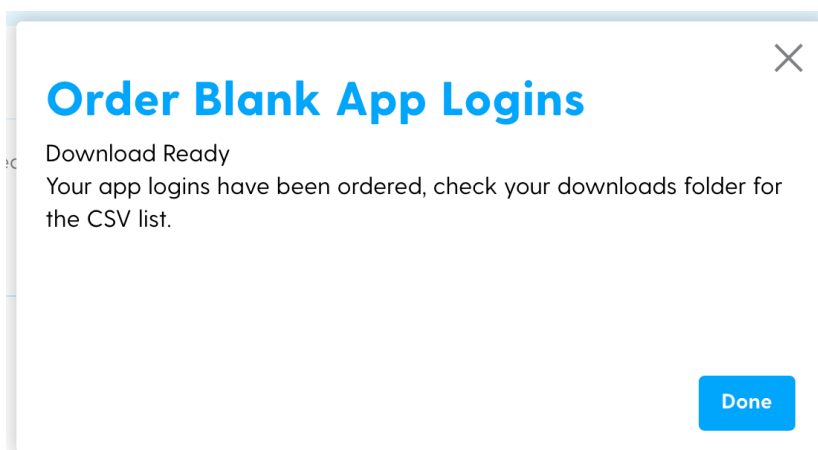 Order Blank App Logins
Download Ready
Your app logins have been ordered, check your downloads folder for
the CSV list.
Done